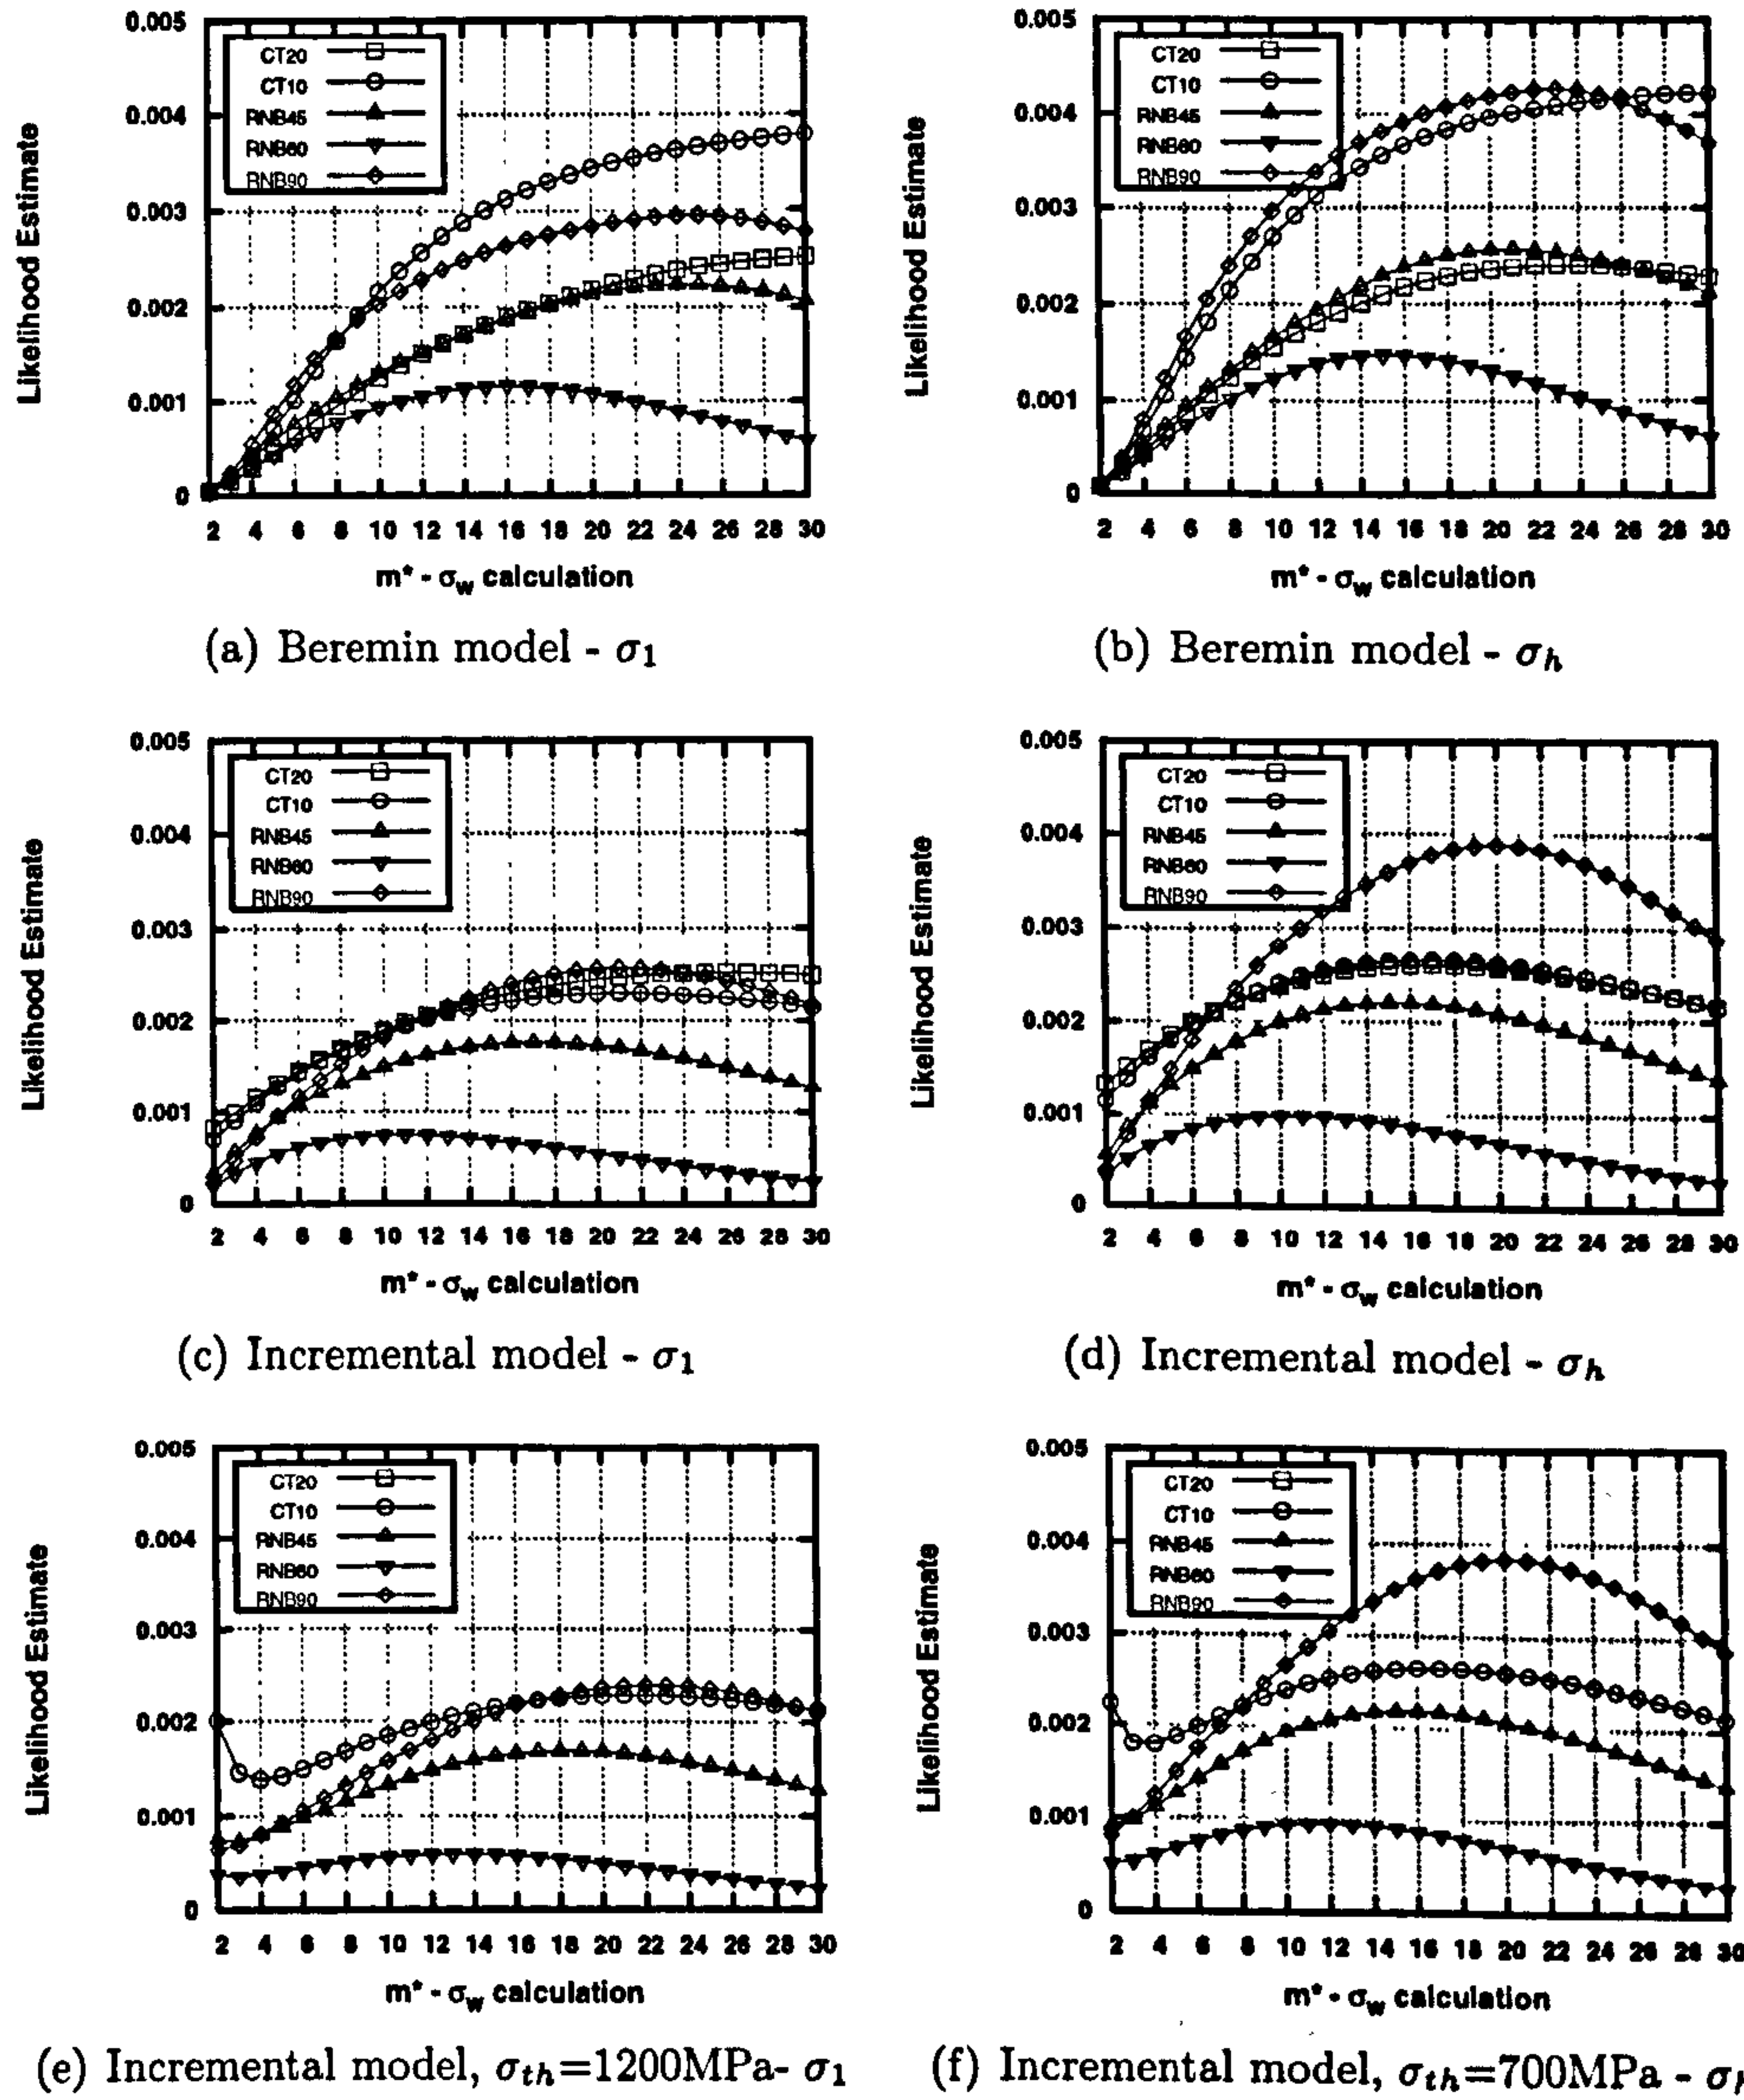 0.005
0.004
0.003
0.002
0.001
0
Likelihood Estimate
CT20
CT10
RNB45
RNB60
RNB90
2 4 6 8 10 12 14 16 18 20 22 24 26 28 30
m* - σw calculation
(a) Beremin model - σ1
0.005
0.004
0.003
0.002
0.001
0
Likelihood Estimate
CT20
CT10
RNB45
RNB60
RNB90
2 4 6 8 10 12 14 16 18 20 22 24 26 28 30
m* - σw calculation
(b) Beremin model - σh
0.005
0.004
0.003
0.002
0.001
0
Likelihood Estimate
CT20
CT10
RNB45
RNB60
RNB90
2 4 6 8 10 12 14 16 18 20 22 24 26 28 30
m* - σw calculation
(c) Incremental model - σ1
0.005
0.004
0.003
0.002
0.001
0
Likelihood Estimate
CT20
CT10
RNB45
RNB60
RNB90
2 4 6 8 10 12 14 16 18 20 22 24 26 28 30
m* - σw calculation
(d) Incremental model - σh
0.005
0.004
0.003
0.002
0.001
0
Likelihood Estimate
CT20
CT10
RNB45
RNB60
RNB90
2 4 6 8 10 12 14 16 18 20 22 24 26 28 30
m* - σw calculation
(e) Incremental model, σth=1200MPa- σ1
0.005
0.004
0.003
0.002
0.001
0
Likelihood Estimate
CT20
CT10
RNB45
RNB60
RNB90
2 4 6 8 10 12 14 16 18 20 22 24 26 28 30
m* - σw calculation
(f) Incremental model, σth=700MPa - σh